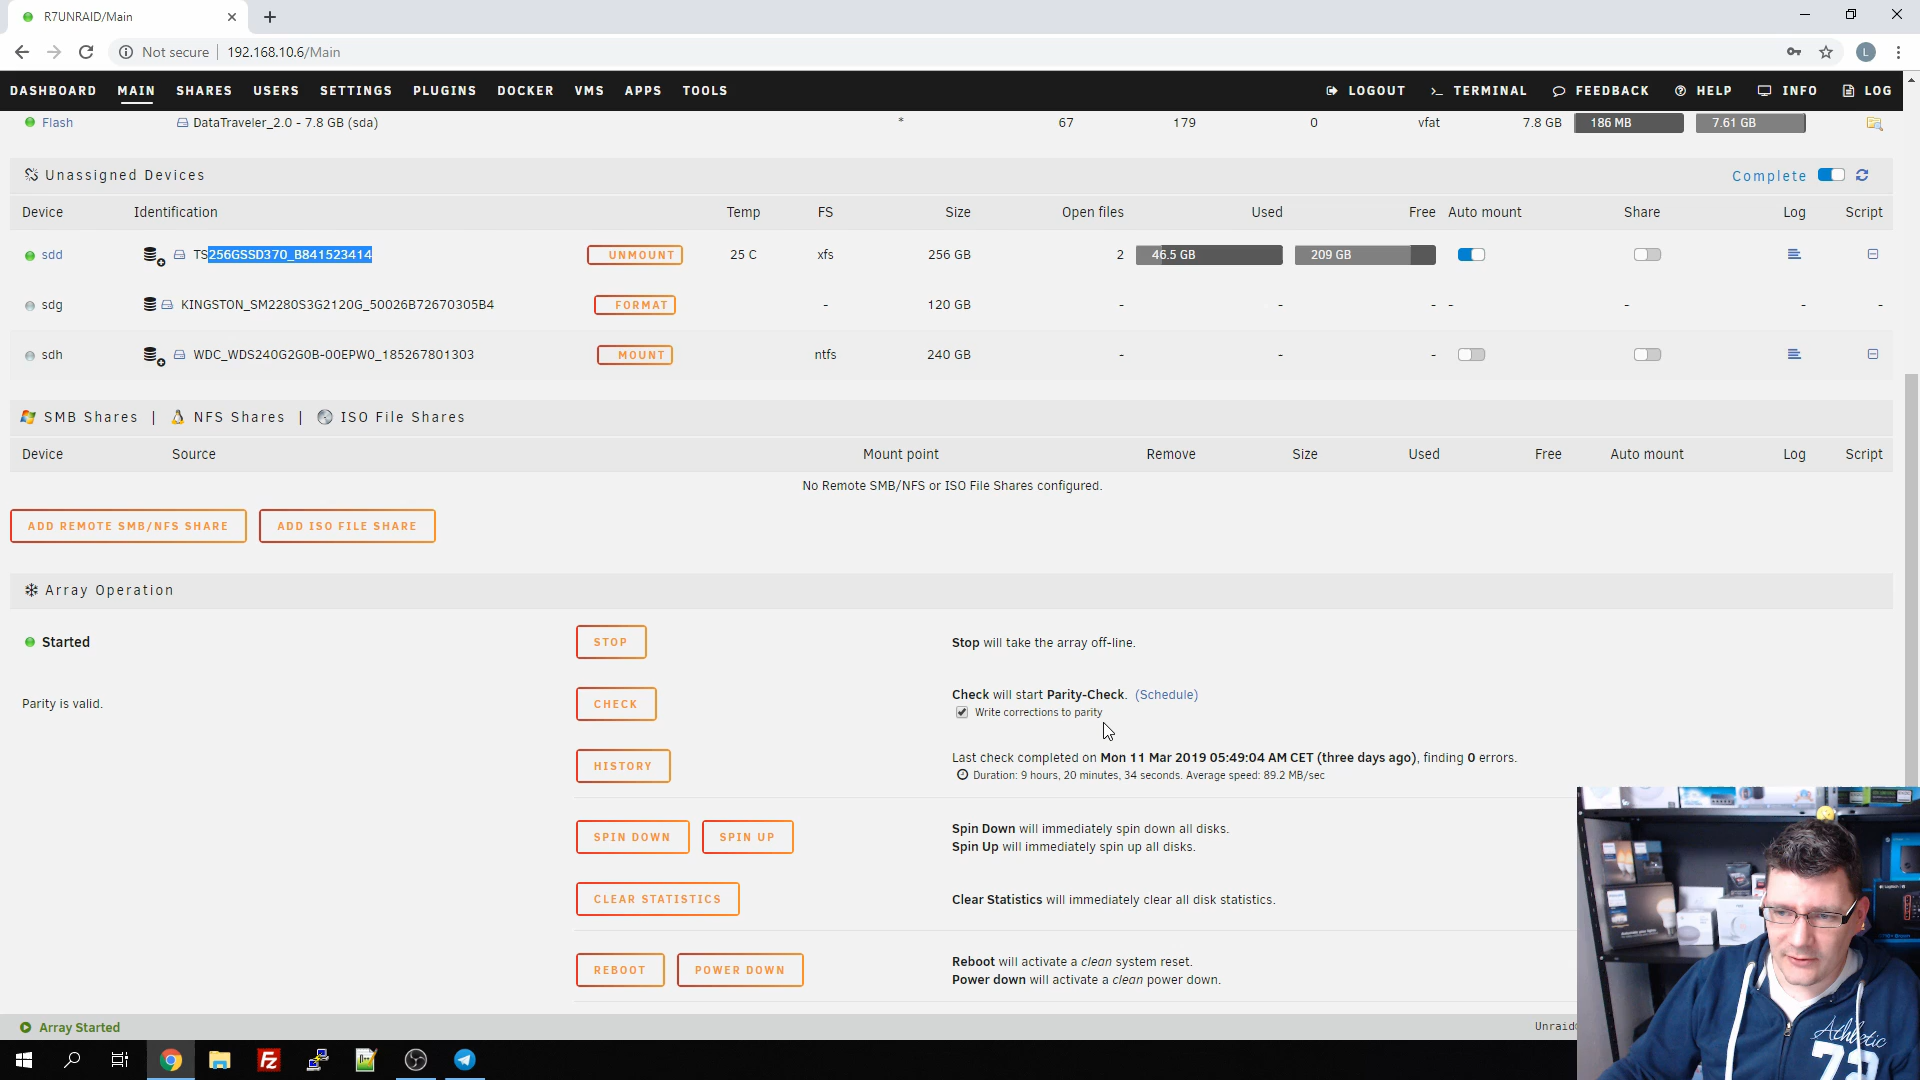 R7UNRAID/Main
Not secure 192.168.10.6/Main L
DASHBOARD MAIN SHARES USERS SETTINGS PLUGINS DOCKER VMS APPS TOOLS LOGOUT TERMINAL FEEDBACK HELP INFO LOG
Flash DataTraveler_2.0 - 7.8 GB (sda) * 67 179 0 vfat 7.8 GB 186 MB 7.61 GB
Unassigned Devices Complete
Device Identification Temp FS Size Open files Used Free Auto mount Share Log Script
sdd TS256GSSD370_B841523414 UNMOUNT 25 C xfs 256 GB 2 46.5 GB 209 GB
sdg KINGSTON_SM2280S3G2120G_50026B72670305B4 FORMAT - 120 GB - - - - - - -
sdh WDC_WDS240G2G0B-00EPW0_185267801303 MOUNT ntfs 240 GB - - -
SMB Shares | NFS Shares | ISO File Shares
Device Source Mount point Remove Size Used Free Auto mount Log Script
No Remote SMB/NFS or ISO File Shares configured.
ADD REMOTE SMB/NFS SHARE ADD ISO FILE SHARE
Array Operation
Started STOP Stop will take the array off-line.
Parity is valid. CHECK Check will start Parity-Check. (Schedule)
Write corrections to parity
HISTORY Last check completed on Mon 11 Mar 2019 05:49:04 AM CET (three days ago), finding 0 errors.
Duration: 9 hours, 20 minutes, 34 seconds. Average speed: 89.2 MB/sec
SPIN DOWN SPIN UP Spin Down will immediately spin down all disks.
Spin Up will immediately spin up all disks.
CLEAR STATISTICS Clear Statistics will immediately clear all disk statistics.
REBOOT POWER DOWN Reboot will activate a clean system reset.
Power down will activate a clean power down.
Array Started Unraid
Fz
Athletic
72